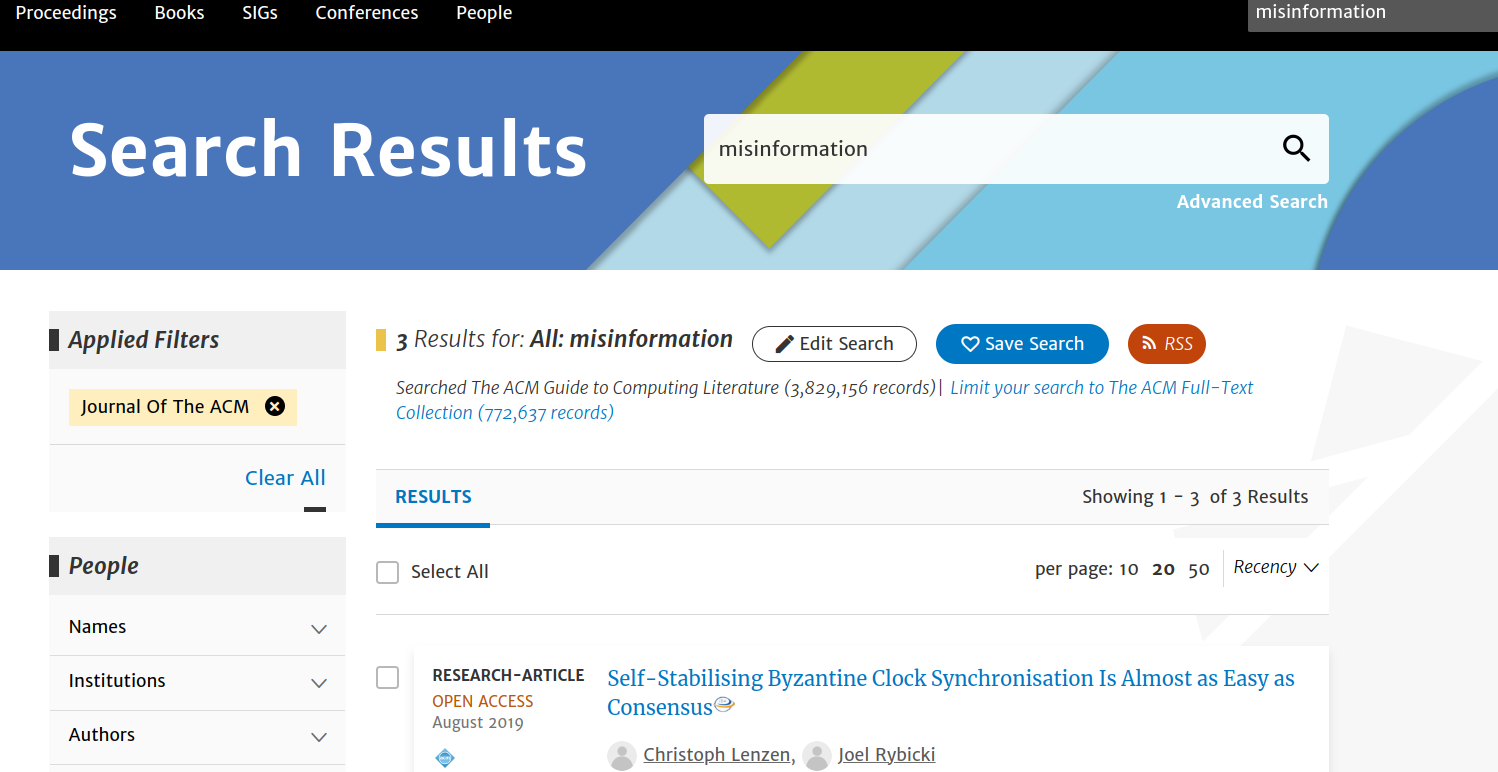 Proceedings Books SIGs Conferences People misinformation
Search Results
misinformation
Advanced Search
Applied Filters
Journal Of The ACM
Clear All
People
Names
Institutions
Authors
3 Results for: All: misinformation Edit Search Save Search RSS
Searched The ACM Guide to Computing Literature (3,829,156 records)| Limit your search to The ACM Full-Text
Collection (772,637 records)
RESULTS Showing 1 - 3 of 3 Results
Select All per page: 10 20 50 Recency
RESEARCH-ARTICLE
OPEN ACCESS
August 2019
Self-Stabilising Byzantine Clock Synchronisation Is Almost as Easy as
Consensus
Christoph Lenzen, Joel Rybicki